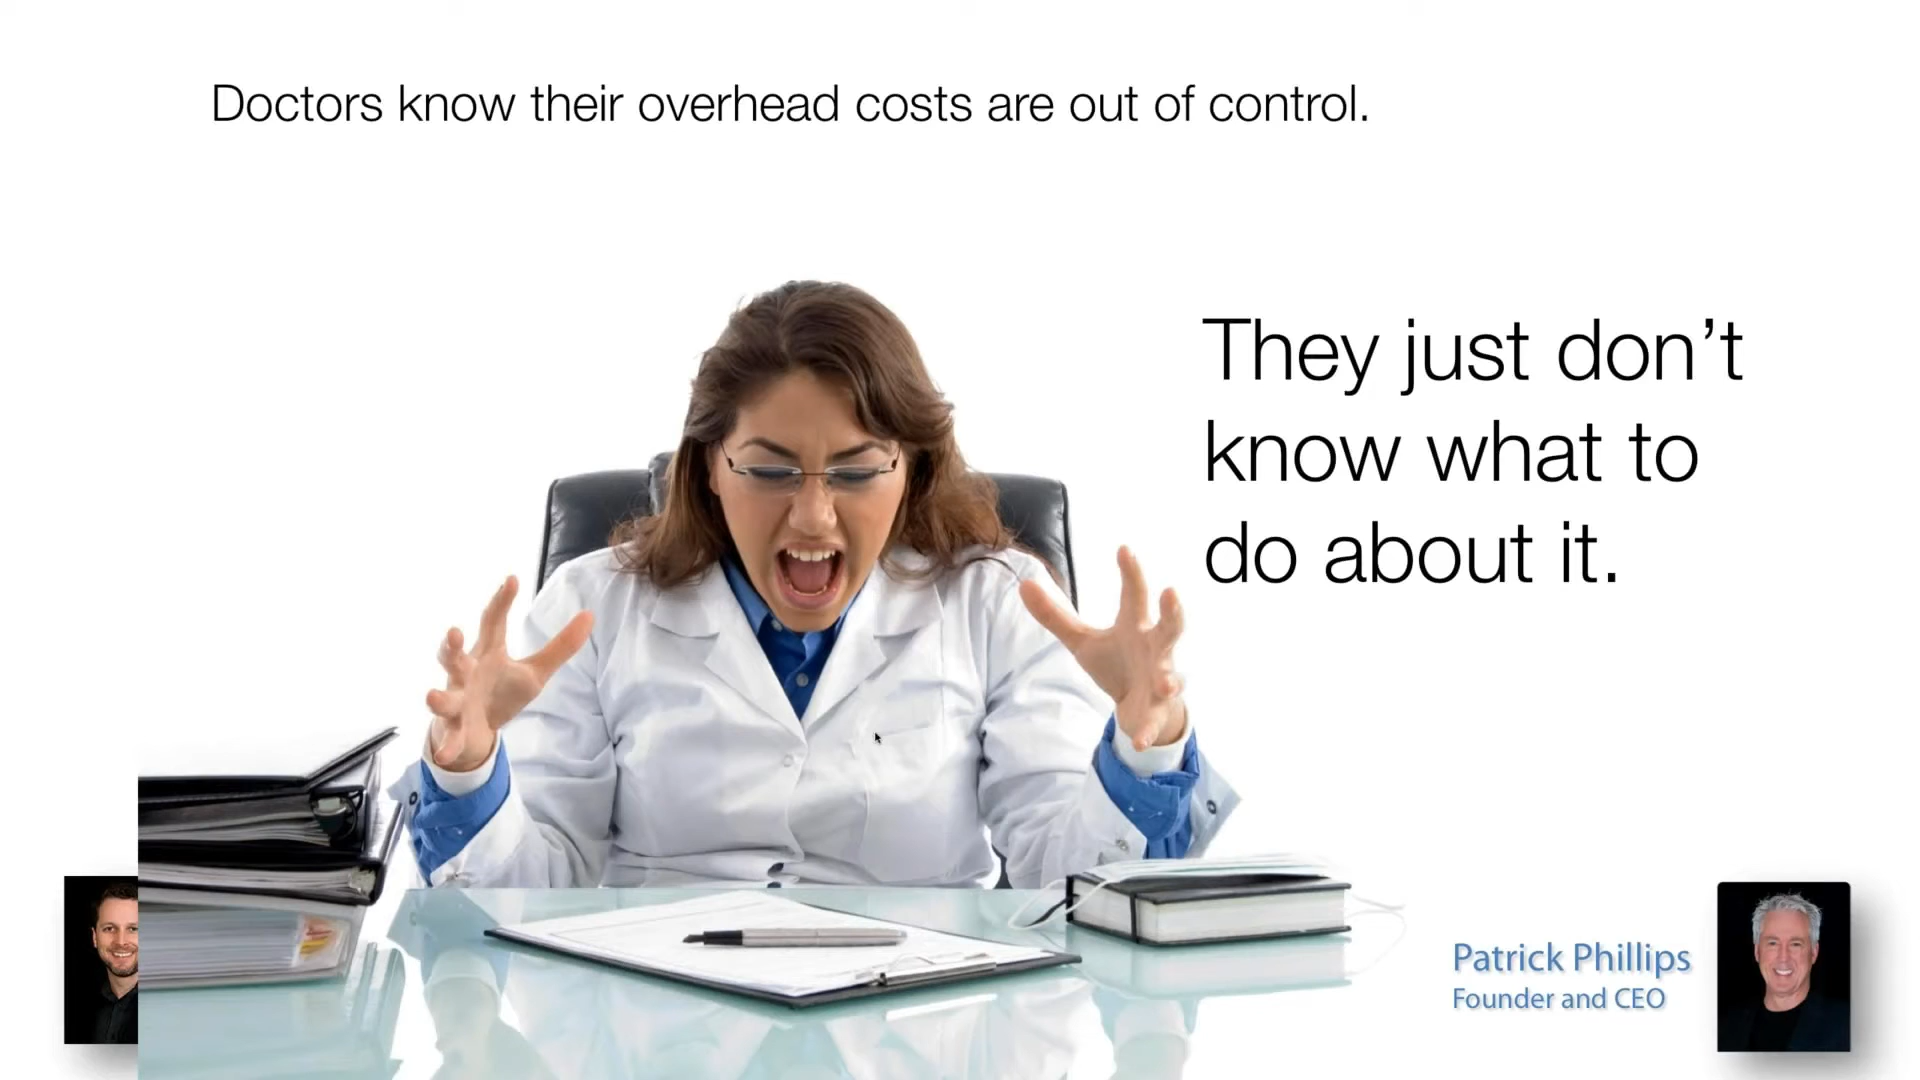 Doctors know their overhead costs are out of control.
They just don’t
know what to
do about it.
Patrick Phillips
Founder and CEO